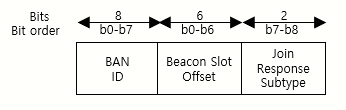 Bits 8 6 2
Bit order b0-b7 b0-b6 b7-b8
BAN ID
Beacon Slot Offset
Join Response Subtype